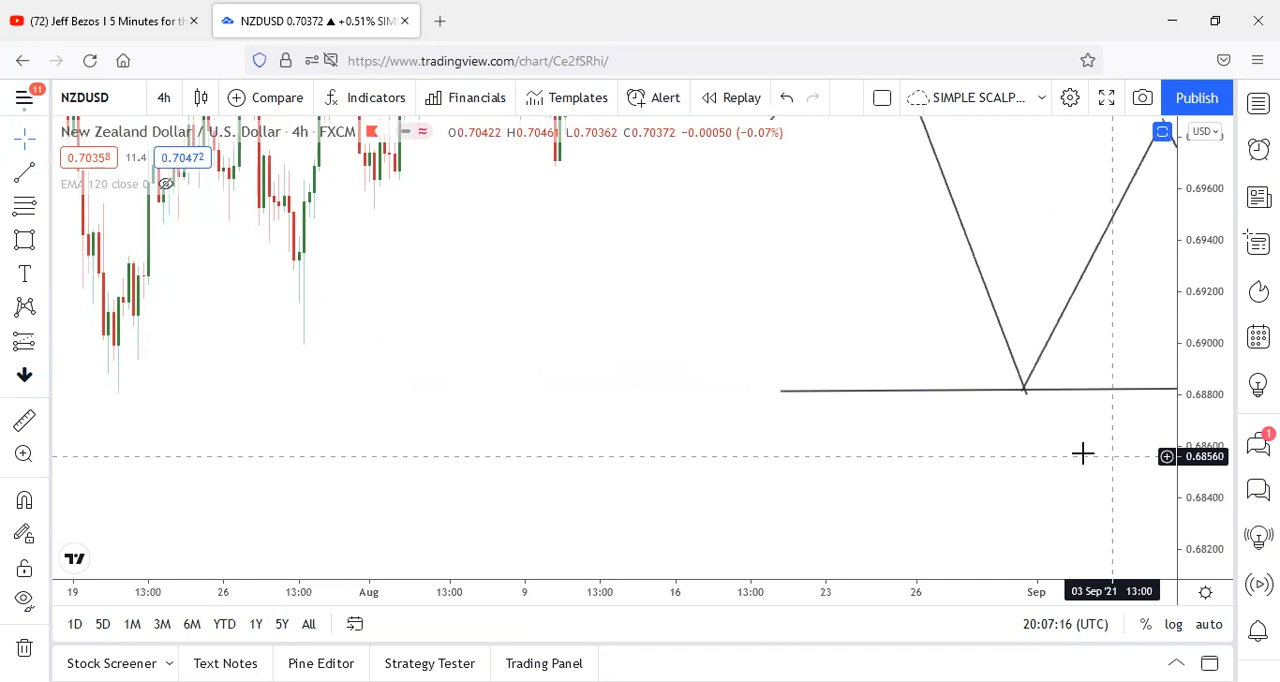 (72) Jeff Bezos I 5 Minutes for th
NZDUSD 0.70372 ▲ +0.51% SIM
https://www.tradingview.com/chart/Ce2fSRhi/
11
NZDUSD 4h Compare Indicators Financials Templates Alert Replay SIMPLE SCALP... Publish
New Zealand Dollar / U.S. Dollar · 4h · FXCM O0.70422 H0.70461 L0.70362 C0.70372 −0.00050 (−0.07%)
USD
0.70358 11.4 0.70472
EMA 120 close 0
0.69600
0.69400
0.69200
0.69000
0.68800
0.68600
0.68560
0.68400
0.68200
1
19 13:00 26 13:00 Aug 13:00 9 13:00 16 13:00 23 26 Sep 03 Sep '21 13:00
1D 5D 1M 3M 6M YTD 1Y 5Y All 20:07:16 (UTC) % log auto
Stock Screener Text Notes Pine Editor Strategy Tester Trading Panel